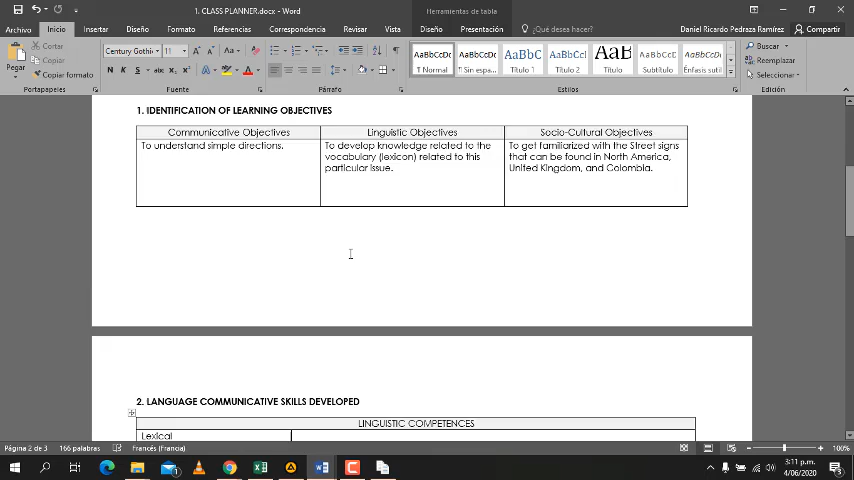 1. CLASS PLANNER.docx - Word
Herramientas de tabla
Archivo Inicio Insertar Diseño Formato Referencias Correspondencia Revisar Vista Diseño Presentación ¿Qué desea hacer? Daniel Ricardo Pedraza Ramírez Compartir
Pegar
Cortar
Copiar
Copiar formato
Portapapeles
Century Gothic 11
Fuente
Párrafo
AaBbCcDc AaBbCcDc AaBbC AaBbCcI AaB AaBbCcD AaBbCcDc
¶ Normal ¶ Sin espa... Título 1 Título 2 Título Subtítulo Énfasis sutil
Estilos
Buscar
Reemplazar
Seleccionar
Edición
1. IDENTIFICATION OF LEARNING OBJECTIVES
Communicative Objectives Linguistic Objectives Socio-Cultural Objectives
To understand simple directions.
To develop knowledge related to the
vocabulary (lexicon) related to this
particular issue.
To get familiarized with the Street signs
that can be found in North America,
United Kingdom, and Colombia.
2. LANGUAGE COMMUNICATIVE SKILLS DEVELOPED
LINGUISTIC COMPETENCES
Lexical
Página 2 de 3 166 palabras Francés (Francia) 100%
3:11 p.m.
4/06/2020